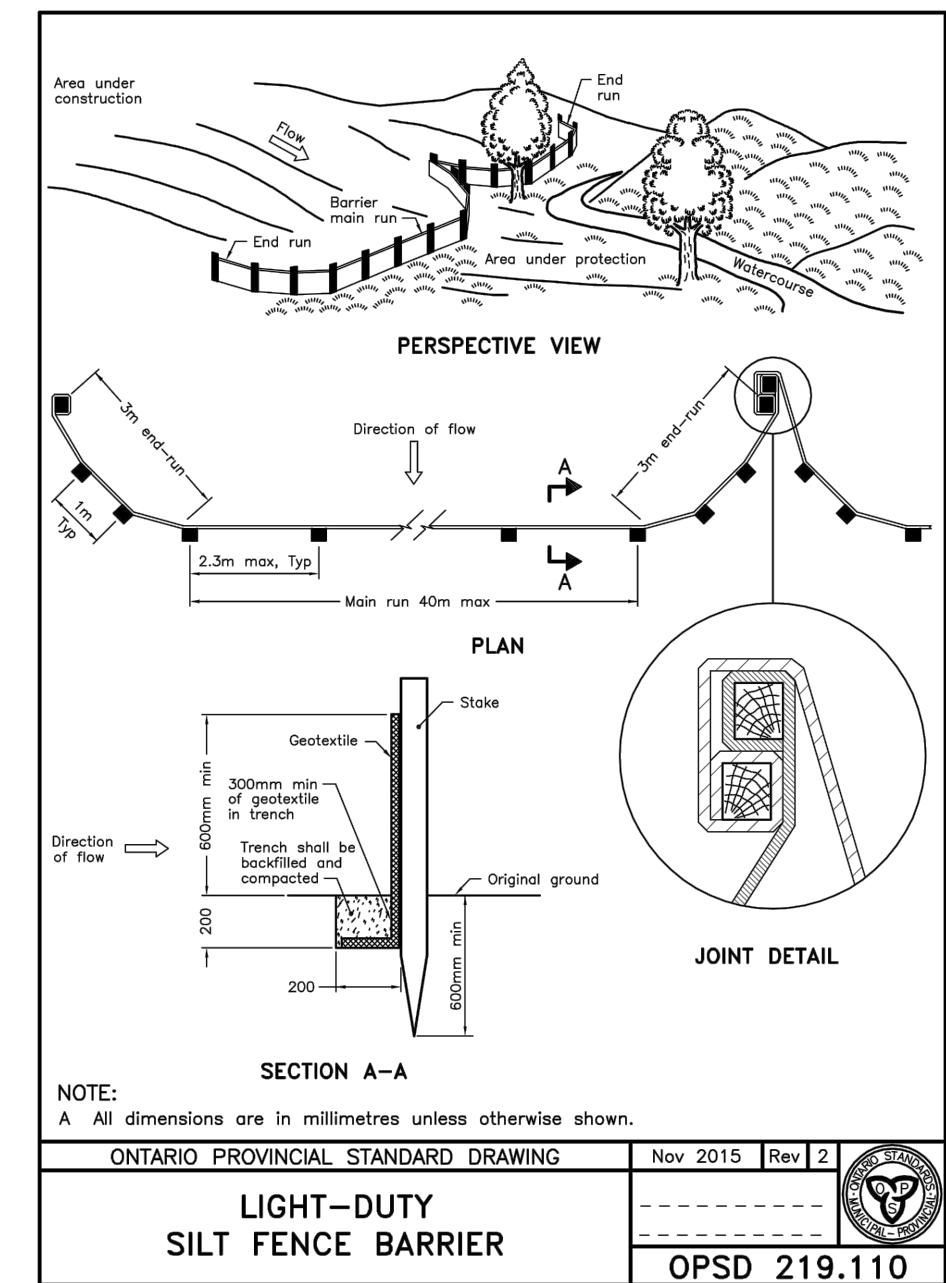 Area under
construction
Flow
End
run
Barrier
main run
End run
Area under protection
Watercourse
PERSPECTIVE VIEW
3m end-run
Direction of flow
3m end-run
A
1m
Typ
2.3m max, Typ
A
Main run 40m max
PLAN
Stake
Geotextile
600mm min
300mm min
of geotextile
in trench
Direction
of flow
Trench shall be
backfilled and
compacted
Original ground
200
200
600mm min
JOINT DETAIL
SECTION A-A
NOTE:
A All dimensions are in millimetres unless otherwise shown.
ONTARIO PROVINCIAL STANDARD DRAWING
Nov 2015 Rev 2
LIGHT-DUTY
SILT FENCE BARRIER
ONTARIO STANDARDS
MUNICIPAL - PROVINCIAL
O P
S
OPSD 219.110